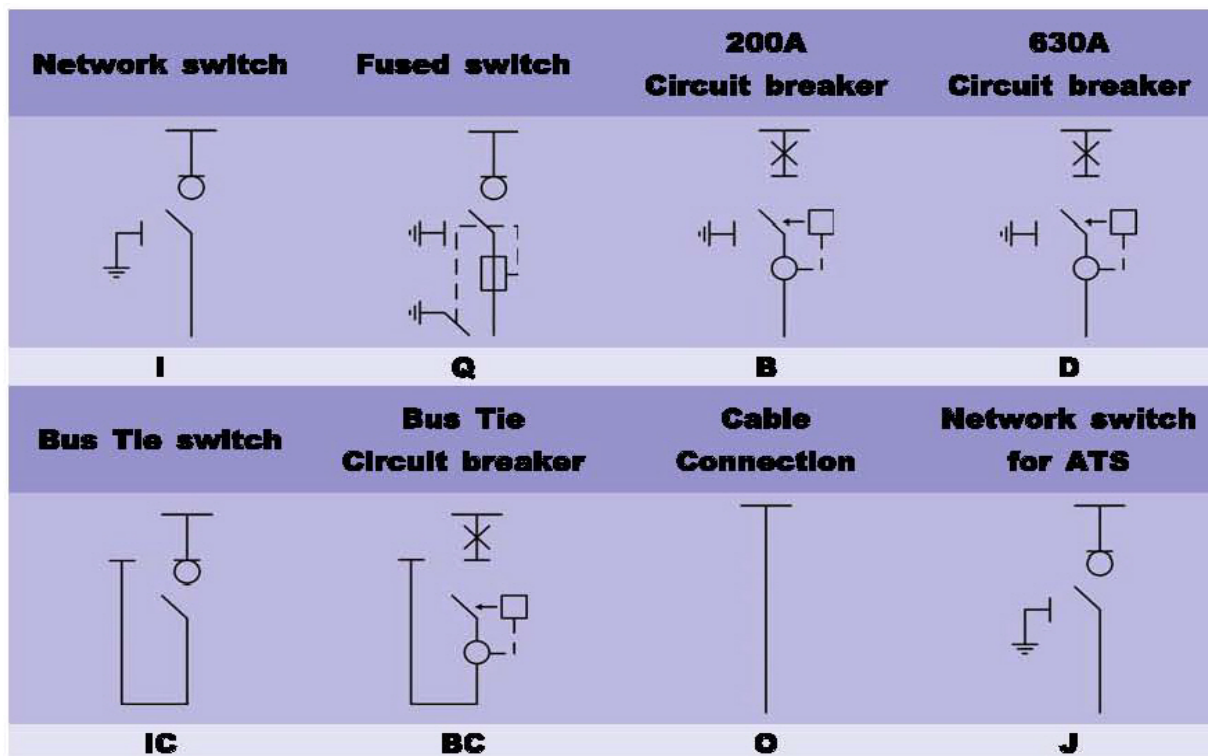 Network switch
Fused switch
200A
Circuit breaker
630A
Circuit breaker
I
Q
B
D
Bus Tie switch
Bus Tie
Circuit breaker
Cable
Connection
Network switch
for ATS
IC
BC
O
J